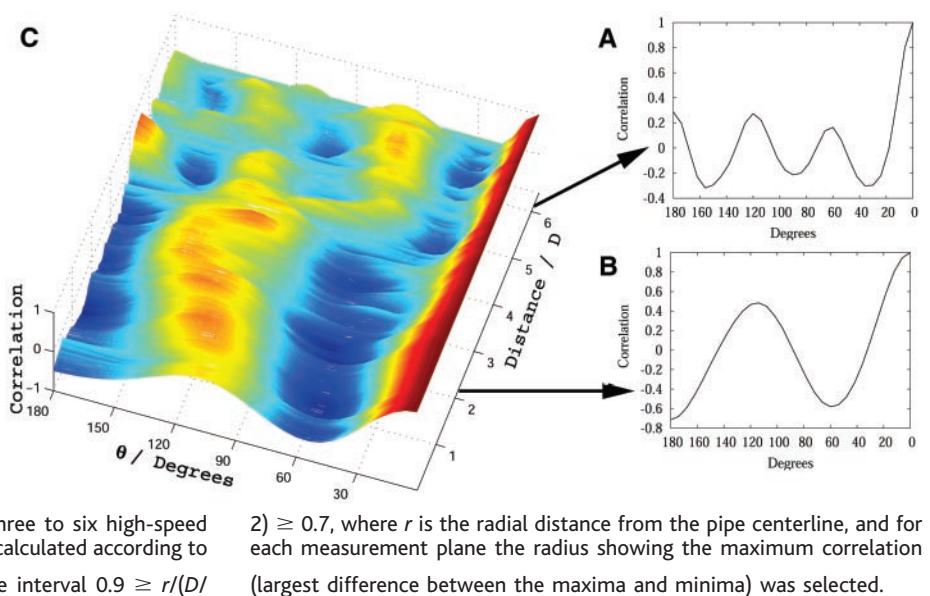 C
Correlation
1
0
-1
180
150
120
90
60
30
θ / Degrees
1
2
3
4
5
6
Distance / D
A
Correlation
1
0.8
0.6
0.4
0.2
0
-0.2
-0.4
180 160 140 120 100 80 60 40 20 0
Degrees
B
Correlation
1
0.8
0.6
0.4
0.2
0
-0.2
-0.4
-0.6
-0.8
180 160 140 120 100 80 60 40 20 0
Degrees
hree to six high-speed
calculated according to
e interval 0.9 ≥ r/(D/
2) ≥ 0.7, where r is the radial distance from the pipe centerline, and for
each measurement plane the radius showing the maximum correlation
(largest difference between the maxima and minima) was selected.